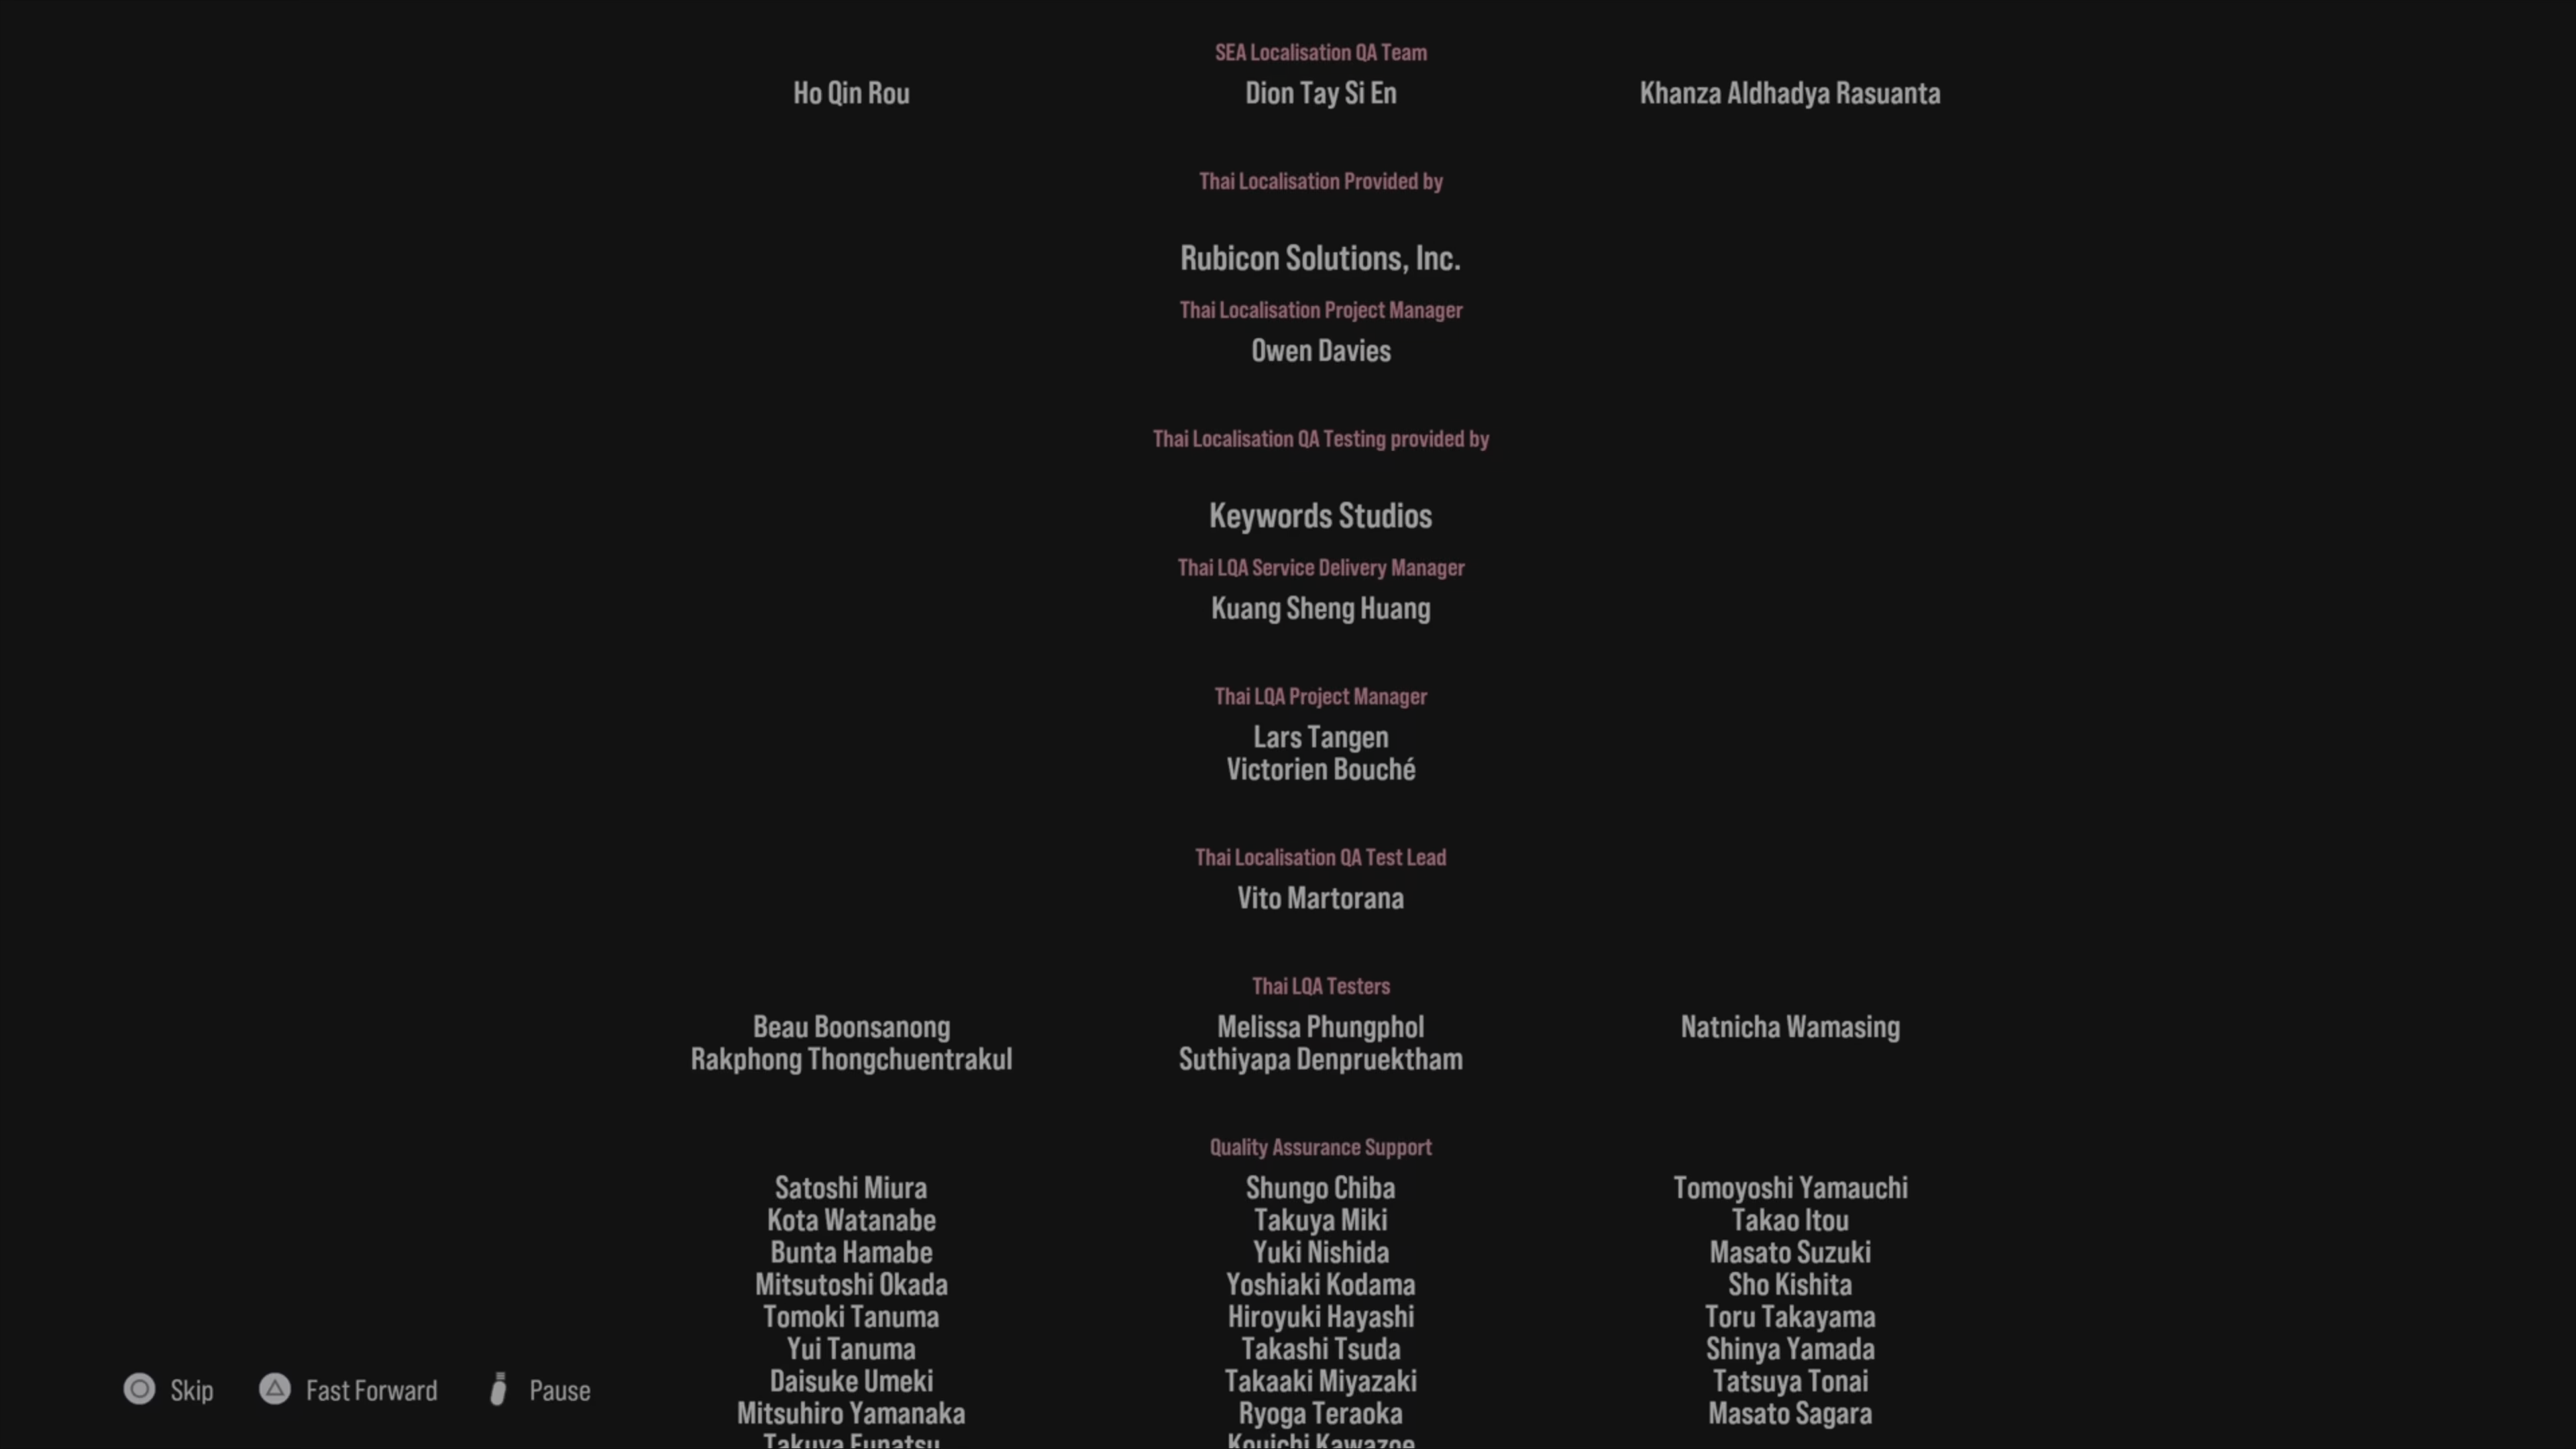 SEA Localisation QA Team
Ho Qin Rou Dion Tay Si En Khanza Aldhadya Rasuanta
Thai Localisation Provided by
Rubicon Solutions, Inc.
Thai Localisation Project Manager
Owen Davies
Thai Localisation QA Testing provided by
Keywords Studios
Thai LQA Service Delivery Manager
Kuang Sheng Huang
Thai LQA Project Manager
Lars Tangen
Victorien Bouché
Thai Localisation QA Test Lead
Vito Martorana
Thai LQA Testers
Beau Boonsanong Melissa Phungphol Natnicha Wamasing
Rakphong Thongchuentrakul Suthiyapa Denpruektham
Quality Assurance Support
Satoshi Miura Shungo Chiba Tomoyoshi Yamauchi
Kota Watanabe Takuya Miki Takao Itou
Bunta Hamabe Yuki Nishida Masato Suzuki
Mitsutoshi Okada Yoshiaki Kodama Sho Kishita
Tomoki Tanuma Hiroyuki Hayashi Toru Takayama
Yui Tanuma Takashi Tsuda Shinya Yamada
Daisuke Umeki Takaaki Miyazaki Tatsuya Tonai
Mitsuhiro Yamanaka Ryoga Teraoka Masato Sagara
Takuya Funatsu Kouichi Kawazoe
Skip Fast Forward Pause